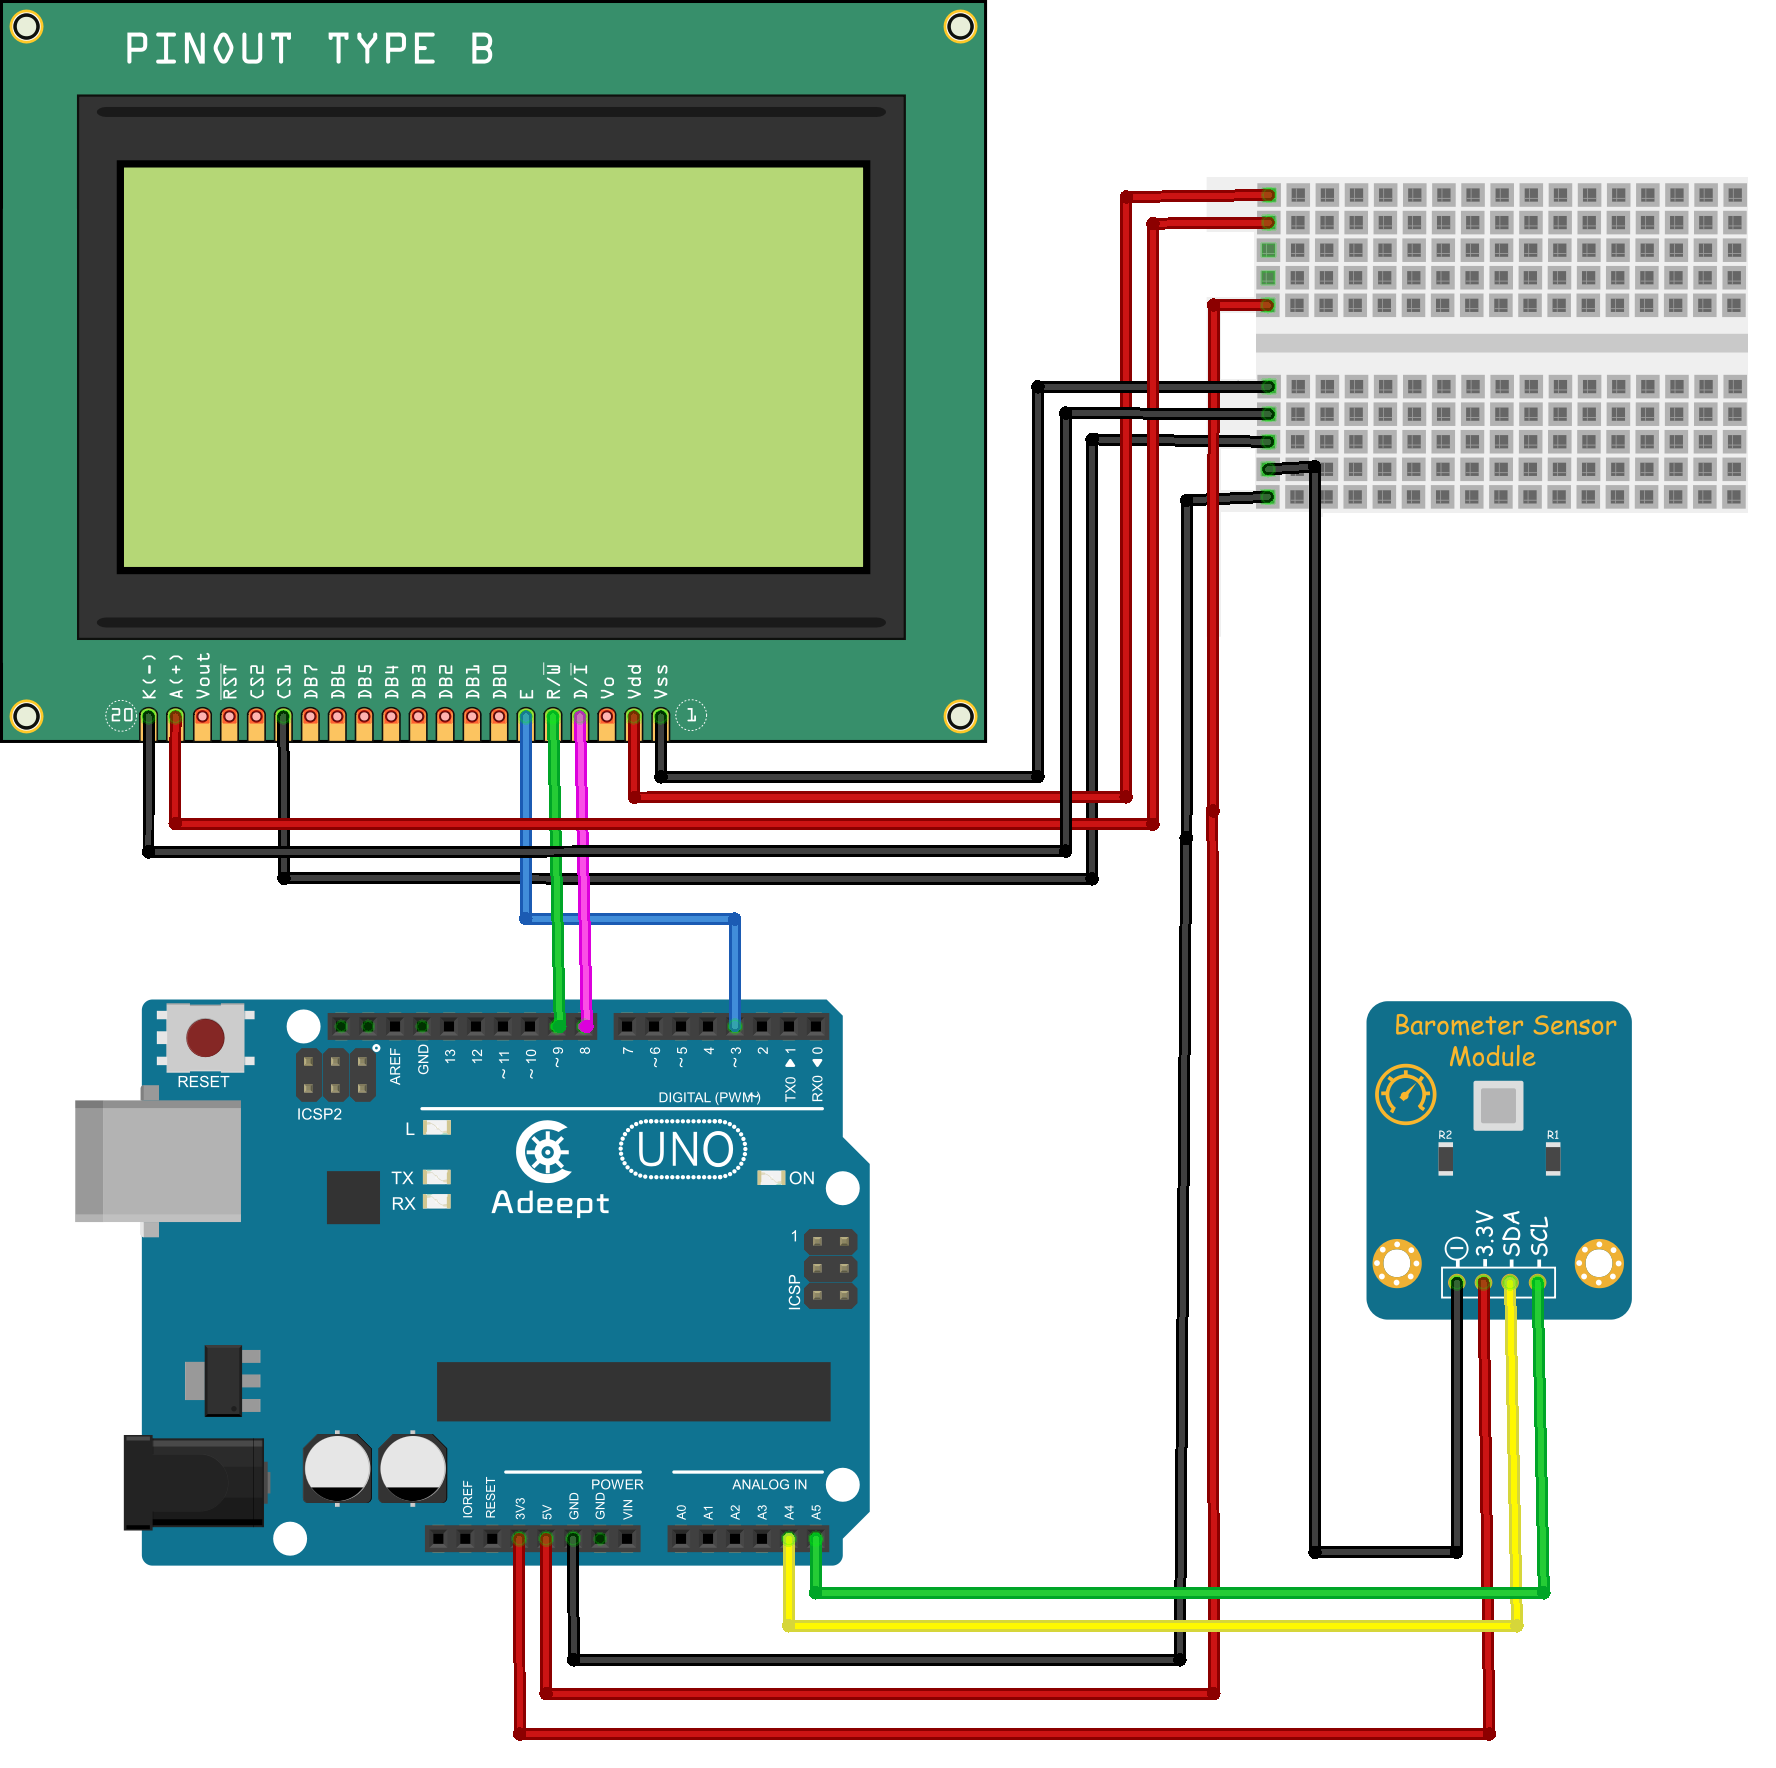 PINOUT TYPE B
20
K(-)
A(+)
Vout
RST
CS2
CS1
DB7
DB6
DB5
DB4
DB3
DB2
DB1
DB0
E
R/W
D/I
Vo
Vdd
Vss
1
RESET
ICSP2
AREF
GND
13
12
~11
~10
~9
8
7
~6
~5
4
~3
2
TX0 ▶ 1
RX0 ◀ 0
DIGITAL (PWM~)
L
TX
RX
UNO
Adeept
ON
1
ICSP
POWER
ANALOG IN
IOREF
RESET
3V3
5V
GND
GND
VIN
A0
A1
A2
A3
A4
A5
Barometer Sensor
Module
R2
R1
3.3V
SDA
SCL